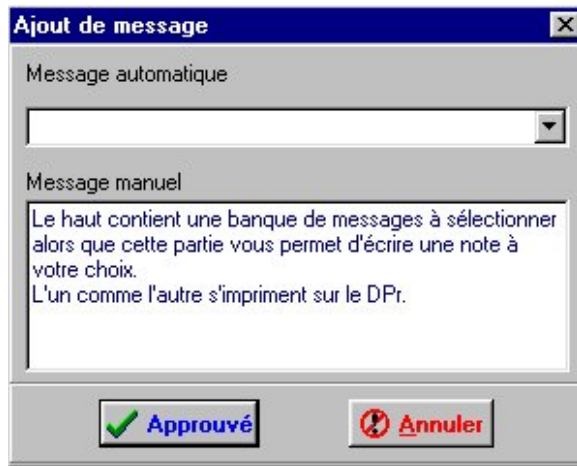 Ajout de message
Message automatique
Message manuel
Le haut contient une banque de messages à sélectionner
alors que cette partie vous permet d'écrire une note à
votre choix.
L'un comme l'autre s'impriment sur le DPr.
Approuvé
Annuler